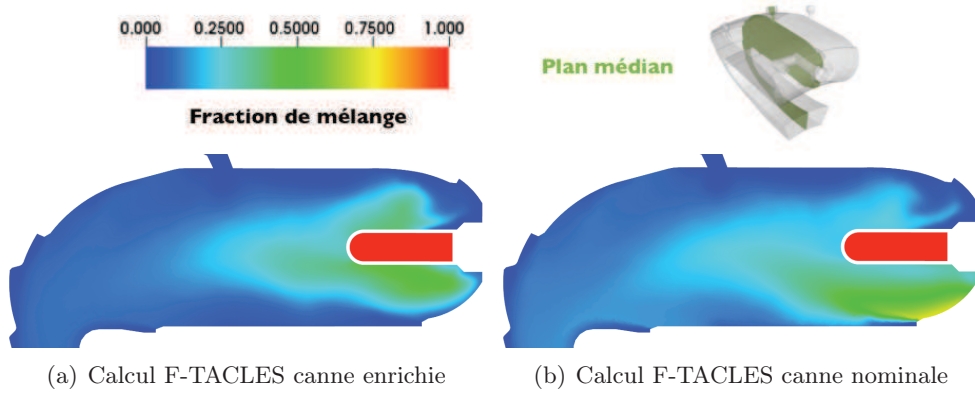 0.000 0.2500 0.5000 0.7500 1.000
Fraction de mélange
Plan médian
(a) Calcul F-TACLES canne enrichie
(b) Calcul F-TACLES canne nominale